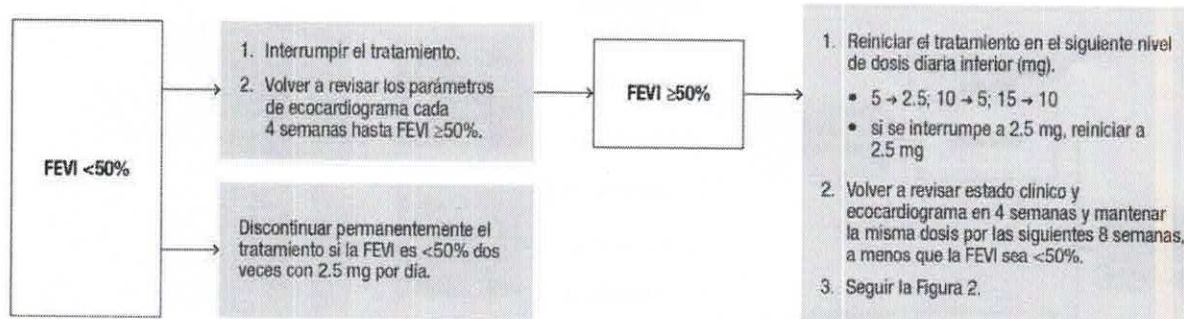 FEVI <50%
1. Interrumpir el tratamiento.
2. Volver a revisar los parámetros
de ecocardiograma cada
4 semanas hasta FEVI ≥50%.
Discontinuar permanentemente el
tratamiento si la FEVI es <50% dos
veces con 2.5 mg por día.
FEVI ≥50%
1. Reiniciar el tratamiento en el siguiente nivel
de dosis diaria inferior (mg).
• 5 → 2.5; 10 → 5; 15 → 10
• si se interrumpe a 2.5 mg, reiniciar a
2.5 mg
2. Volver a revisar estado clínico y
ecocardiograma en 4 semanas y mantenar
la misma dosis por las siguientes 8 semanas,
a menos que la FEVI sea <50%.
3. Seguir la Figura 2.